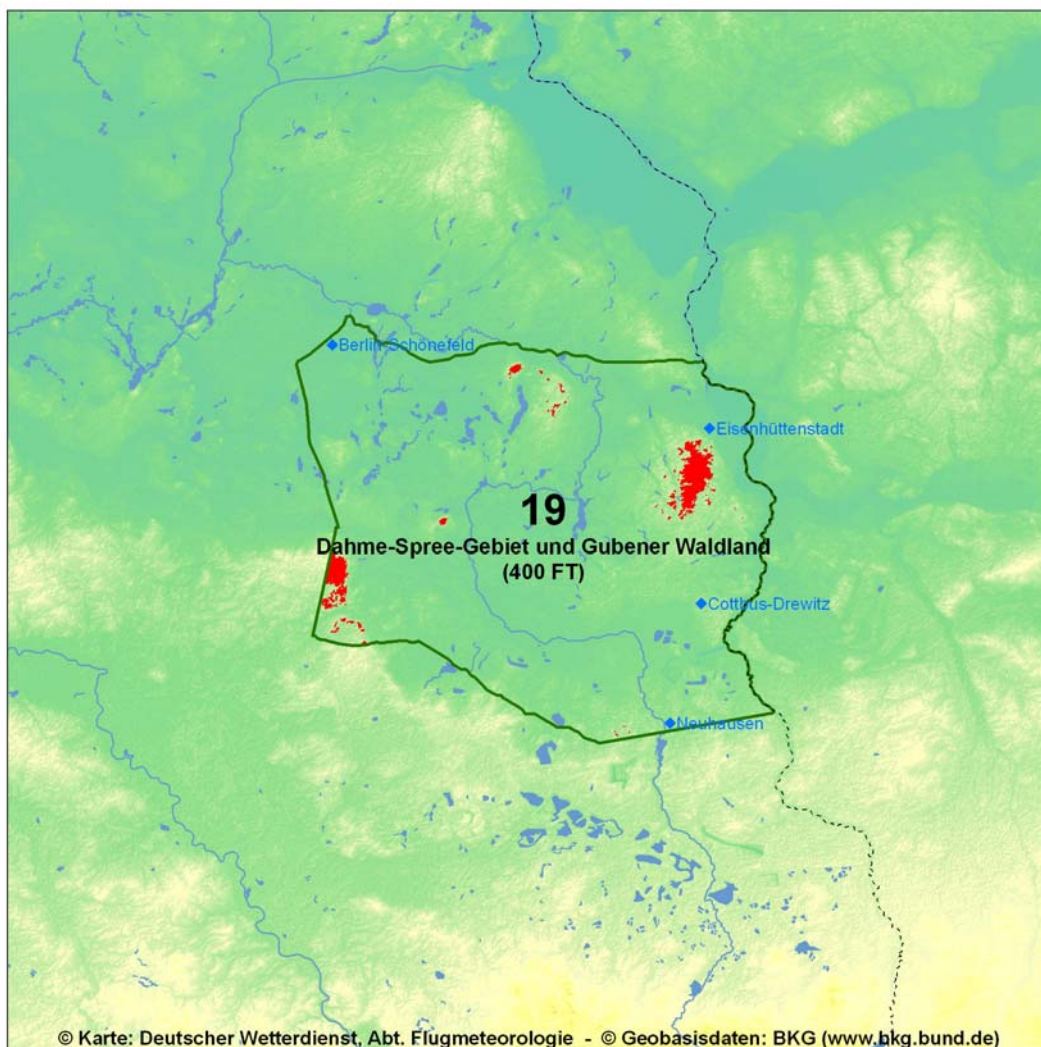 Berlin-Schönefeld
Eisenhüttenstadt
19
Dahme-Spree-Gebiet und Gubener Waldland
(400 FT)
Cottbus-Drewitz
Neuhausen
© Karte: Deutscher Wetterdienst, Abt. Flugmeteorologie - © Geobasisdaten: BKG (www.bkg.bund.de)